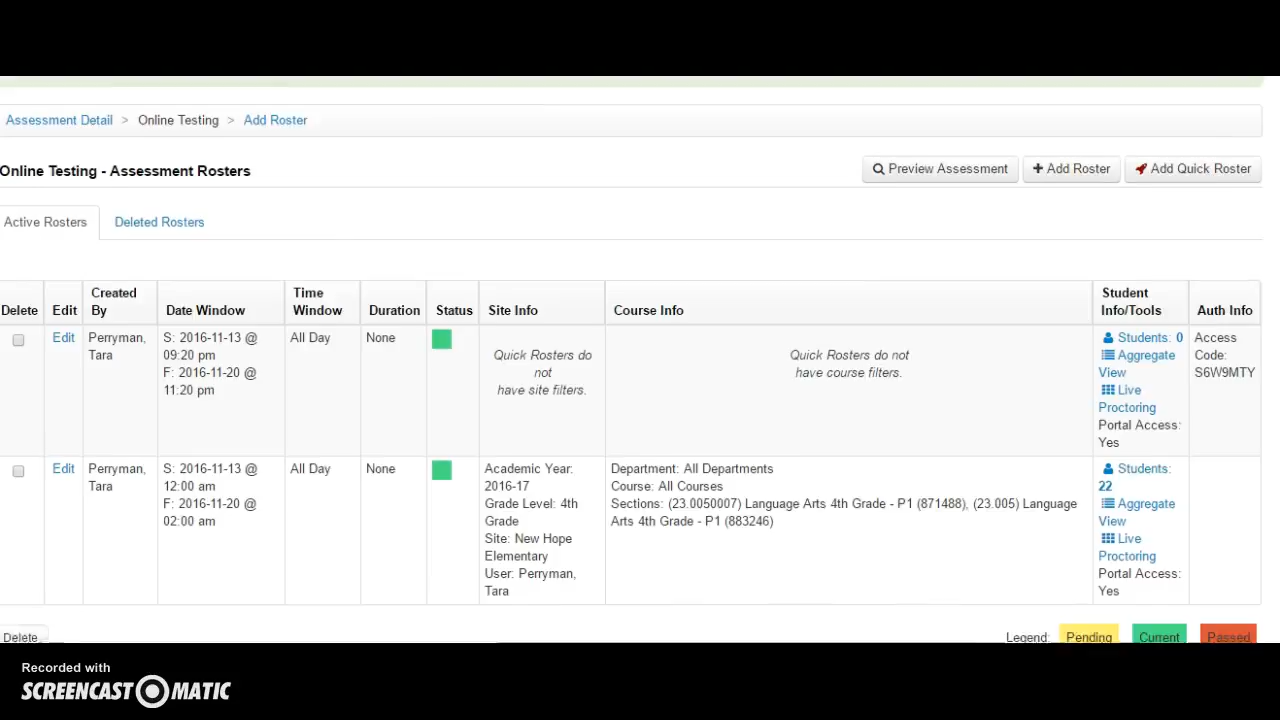 Assessment Detail > Online Testing > Add Roster
Online Testing - Assessment Rosters
Preview Assessment
Add Roster
Add Quick Roster
Active Rosters
Deleted Rosters
Delete
Edit
Created
By
Date Window
Time
Window
Duration
Status
Site Info
Course Info
Student
Info/Tools
Auth Info
Edit
Perryman,
Tara
S: 2016-11-13 @
09:20 pm
F: 2016-11-20 @
11:20 pm
All Day
None
Quick Rosters do
not
have site filters.
Quick Rosters do not
have course filters.
Students: 0
Aggregate
View
Live
Proctoring
Portal Access:
Yes
Access
Code:
S6W9MTY
Edit
Perryman,
Tara
S: 2016-11-13 @
12:00 am
F: 2016-11-20 @
02:00 am
All Day
None
Academic Year:
2016-17
Grade Level: 4th
Grade
Site: New Hope
Elementary
User: Perryman,
Tara
Department: All Departments
Course: All Courses
Sections: (23.0050007) Language Arts 4th Grade - P1 (871488), (23.005) Language
Arts 4th Grade - P1 (883246)
Students:
22
Aggregate
View
Live
Proctoring
Portal Access:
Yes
Delete
Legend:
Pending
Current
Passed
Recorded with
SCREENCAST-O-MATIC